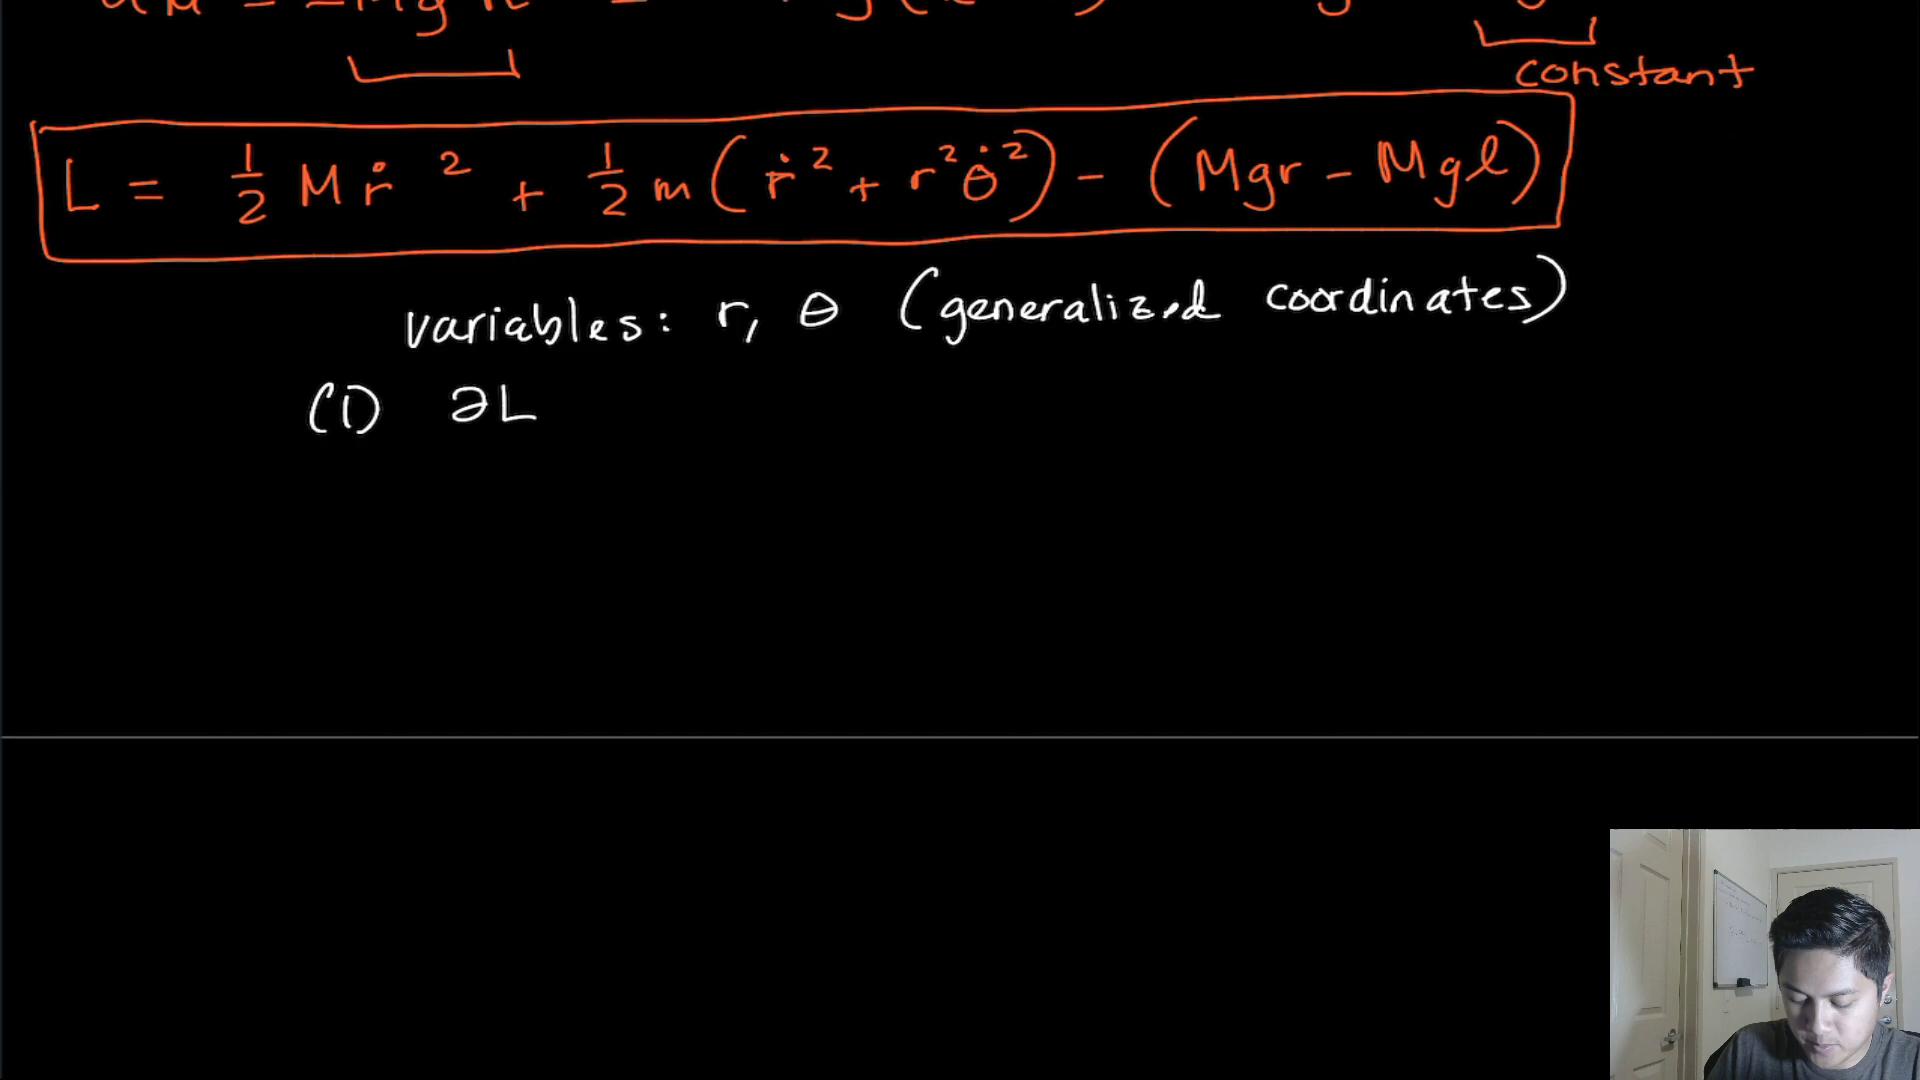 constant
L = 1/2 M ṙ ² + 1/2 m ( ṙ ² + r² θ̇ ² ) - ( Mgr - Mgl )
variables: r, θ (generalized coordinates)
(1) ∂L